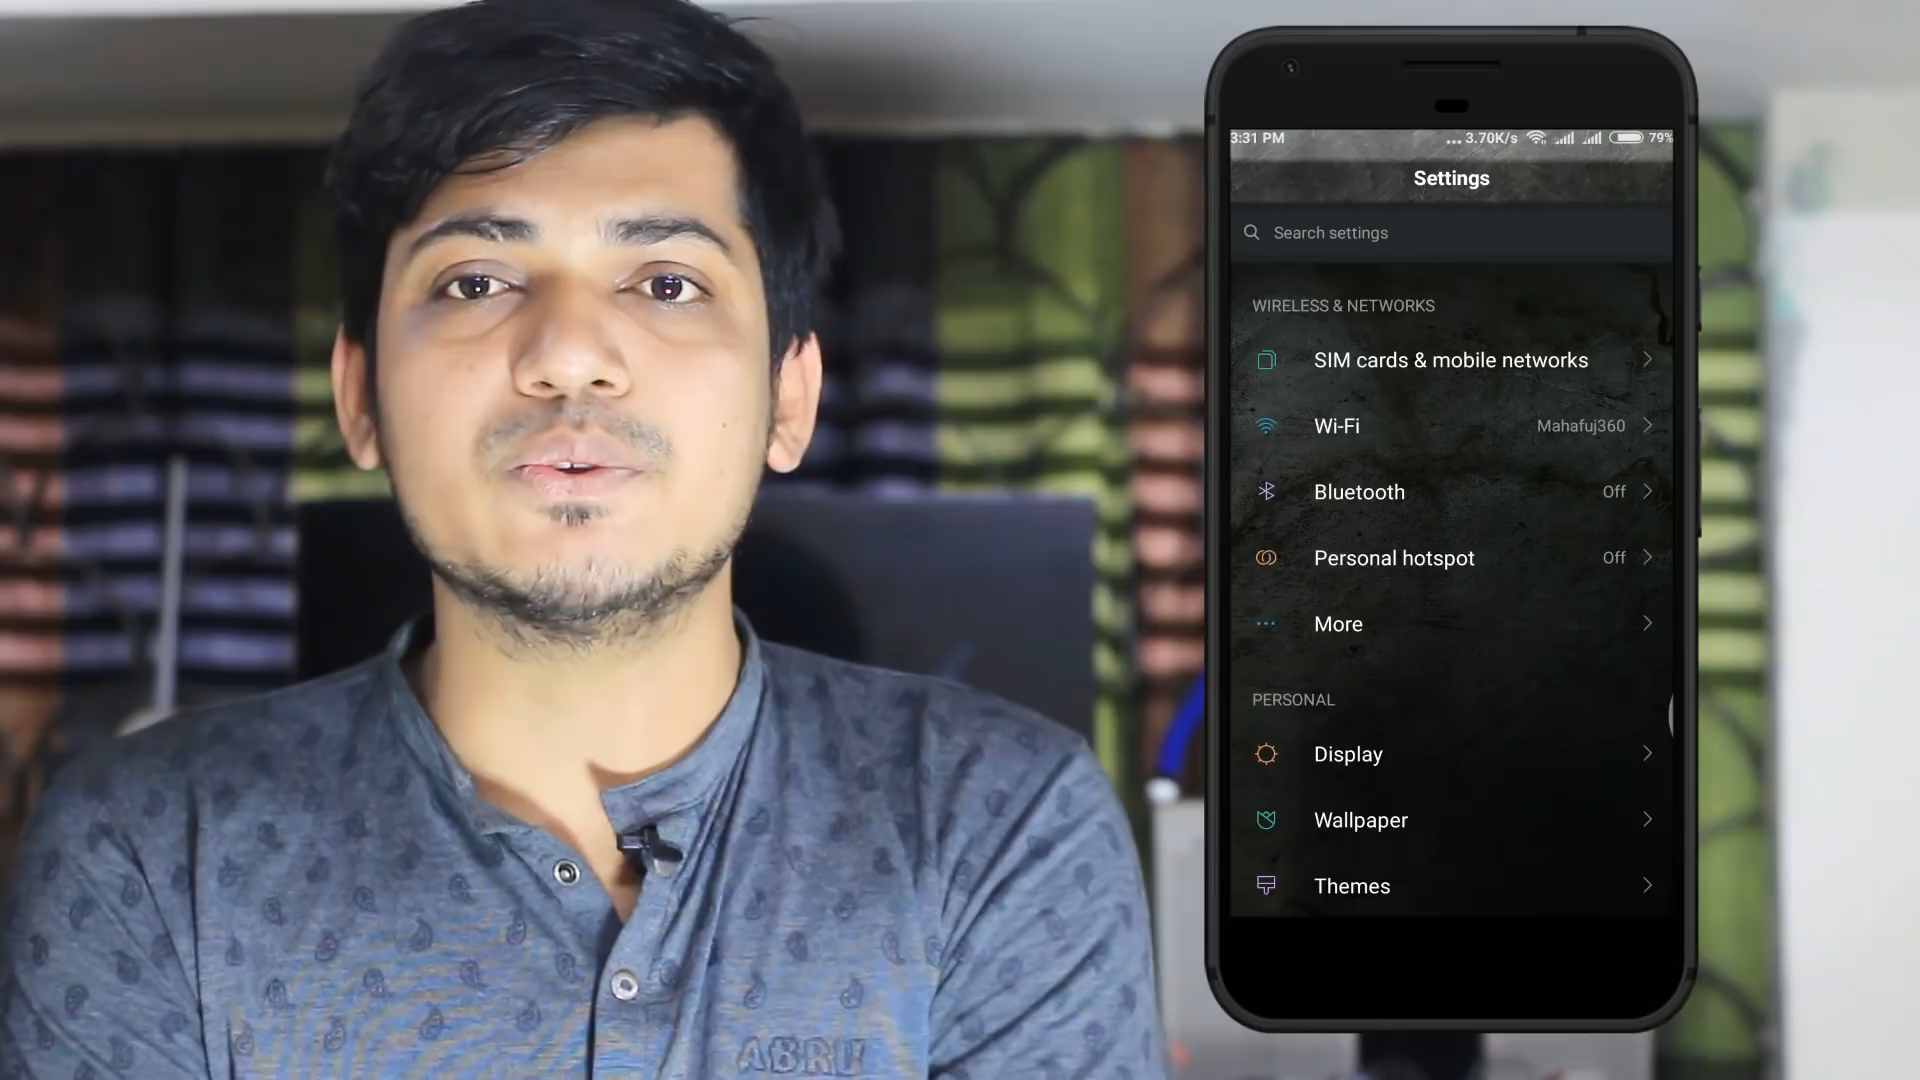 3:31 PM ... 3.70K/s 79%
Settings
Search settings
WIRELESS & NETWORKS
SIM cards & mobile networks
Wi-Fi Mahafuj360
Bluetooth Off
Personal hotspot Off
More
PERSONAL
Display
Wallpaper
Themes